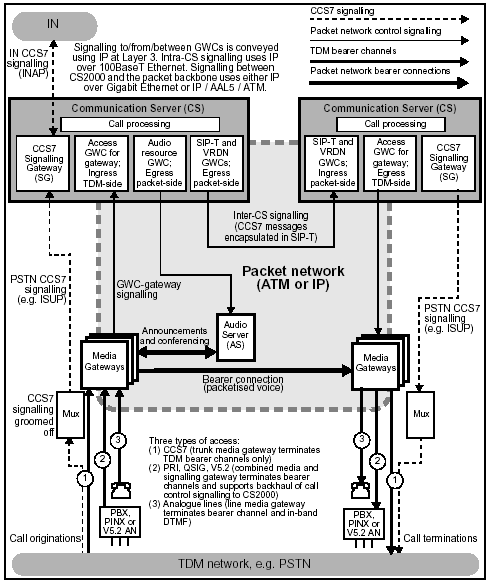 IN
CCS7 signalling
Packet network control signalling
TDM bearer channels
Packet network bearer connections
IN CCS7
signalling
(INAP)
Signalling to/from/between GWCs is conveyed
using IP at Layer 3. Intra-CS signalling uses IP
over 100BaseT Ethernet. Signalling between
CS2000 and the packet backbone uses either IP
over Gigabit Ethernet or IP / AAL5 / ATM.
Communication Server (CS)
Call processing
CCS7
Signalling
Gateway
(SG)
Access
GWC for
gateway;
Ingress
TDM-side
Audio
resource
GWC;
Egress
packet-side
SIP-T and
VRDN
GWCs;
Egress
packet-side
Communication Server (CS)
Call processing
SIP-T and
VRDN
GWCs;
Ingress
packet-side
Access
GWC for
gateway;
Egress
TDM-side
CCS7
Signalling
Gateway
(SG)
Inter-CS signalling
(CCS7 messages
encapsulated in SIP-T)
Packet network
(ATM or IP)
PSTN CCS7
signalling
(e.g. ISUP)
GWC-gateway
signalling
PSTN CCS7
signalling
(e.g. ISUP)
Audio
Server
(AS)
Announcements
and conferencing
Media
Gateways
Media
Gateways
Bearer connection
(packetised voice)
CCS7
signalling
groomed
off
Mux
Mux
Three types of access:
(1) CCS7 (trunk media gateway terminates
TDM bearer channels only)
(2) PRI, QSIG, V5.2 (combined media and
signalling gateway terminates bearer
channels and supports backhaul of call
control signalling to CS2000)
(3) Analogue lines (line media gateway
terminates bearer channel and in-band
DTMF)
1
2
3
3
2
1
PBX,
PINX or
V5.2 AN
PBX,
PINX or
V5.2 AN
Call originations
Call terminations
TDM network, e.g. PSTN